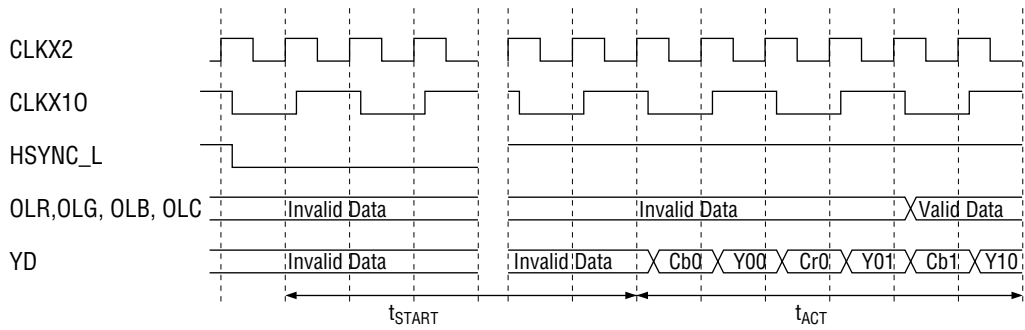 CLKX2
CLKX1O
HSYNC_L
OLR,OLG, OLB, OLC Invalid Data Invalid Data Valid Data
YD Invalid Data Invalid Data Cb0 Y00 Cr0 Y01 Cb1 Y10
tSTART tACT